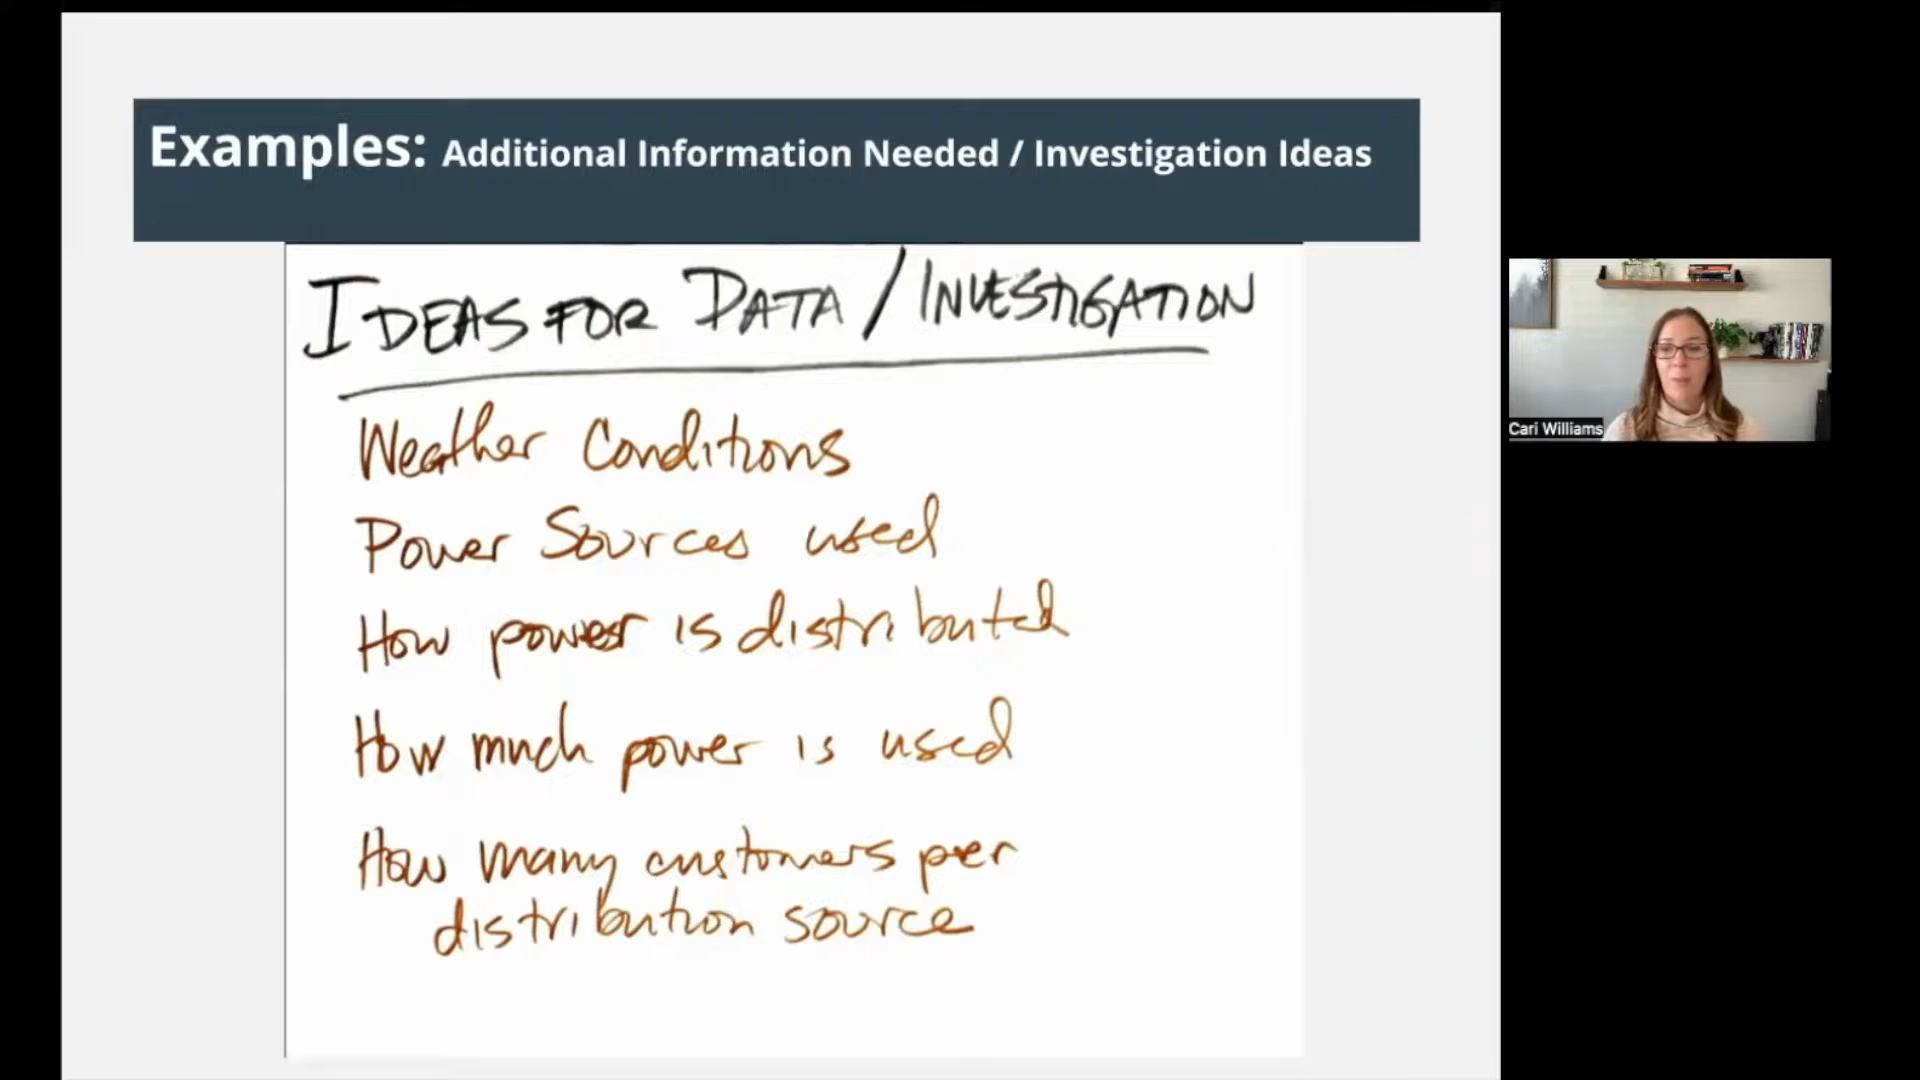 Examples: Additional Information Needed / Investigation Ideas
IDEAS FOR DATA / INVESTIGATION
Weather Conditions
Power Sources used
How power is distributed
How much power is used
How many customers per
distribution source
Cari Williams